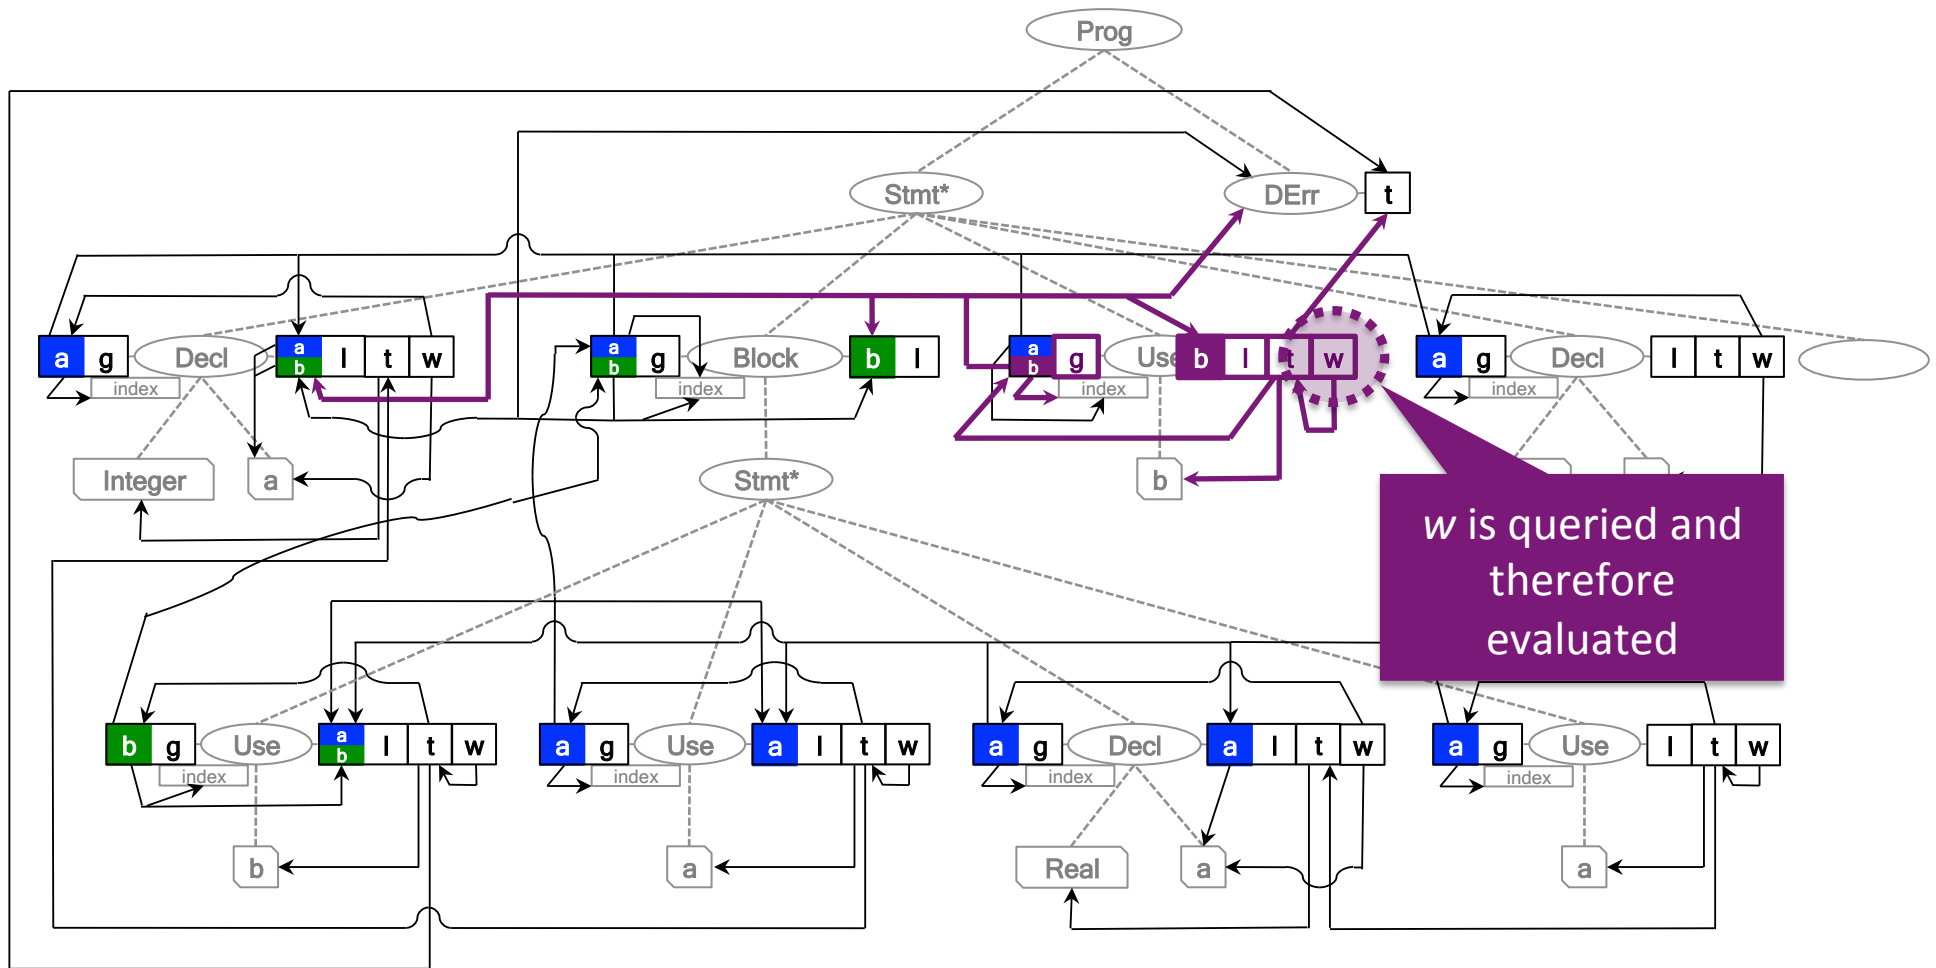 Prog
Stmt* DErr t
a g Decl a b l t w a b g Block b l a b g Use b l t w a g Decl l t w
index index index index
Integer a Stmt* b
w is queried and
therefore
evaluated
b g Use a b l t w a g Use a l t w a g Decl a l t w a g Use l t w
index index index index
b a Real a a